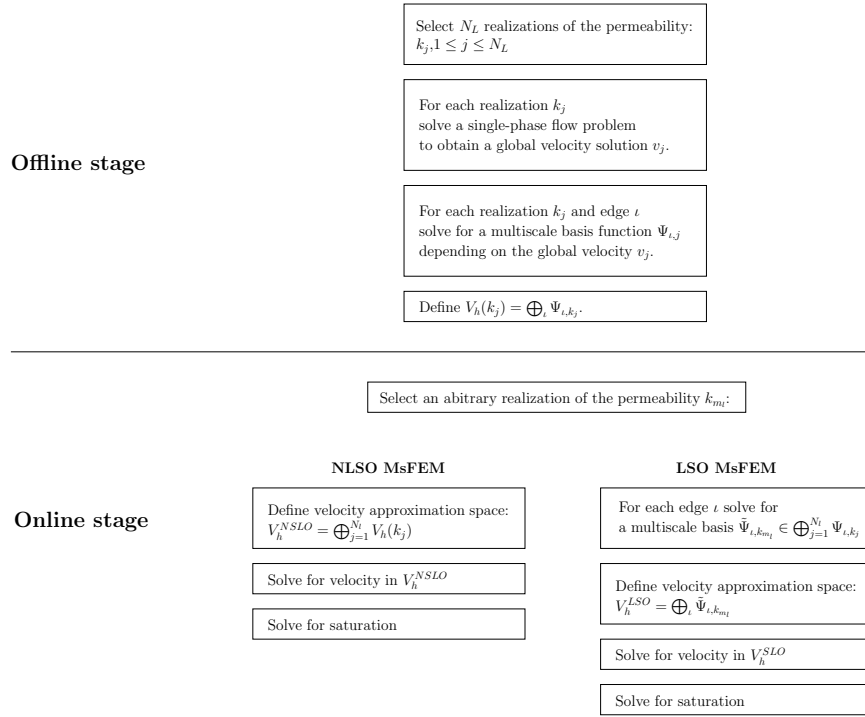 Select $N_L$ realizations of the permeability:
$k_j, 1 \leq j \leq N_L$
For each realization $k_j$
solve a single-phase flow problem
to obtain a global velocity solution $v_j$.
Offline stage
For each realization $k_j$ and edge $\iota$
solve for a multiscale basis function $\Psi_{\iota,j}$
depending on the global velocity $v_j$.
Define $V_h(k_j) = \bigoplus_\iota \Psi_{\iota,k_j}$.
Select an abitrary realization of the permeability $k_{m_l}$:
NLSO MsFEM
Define velocity approximation space:
$V_h^{NSLO} = \bigoplus_{j=1}^{N_l} V_h(k_j)$
Solve for velocity in $V_h^{NSLO}$
Solve for saturation
Online stage
LSO MsFEM
For each edge $\iota$ solve for
a multiscale basis $\tilde{\Psi}_{\iota,k_{m_l}} \in \bigoplus_{j=1}^{N_l} \Psi_{\iota,k_j}$
Define velocity approximation space:
$V_h^{LSO} = \bigoplus_\iota \tilde{\Psi}_{\iota,k_{m_l}}$
Solve for velocity in $V_h^{SLO}$
Solve for saturation